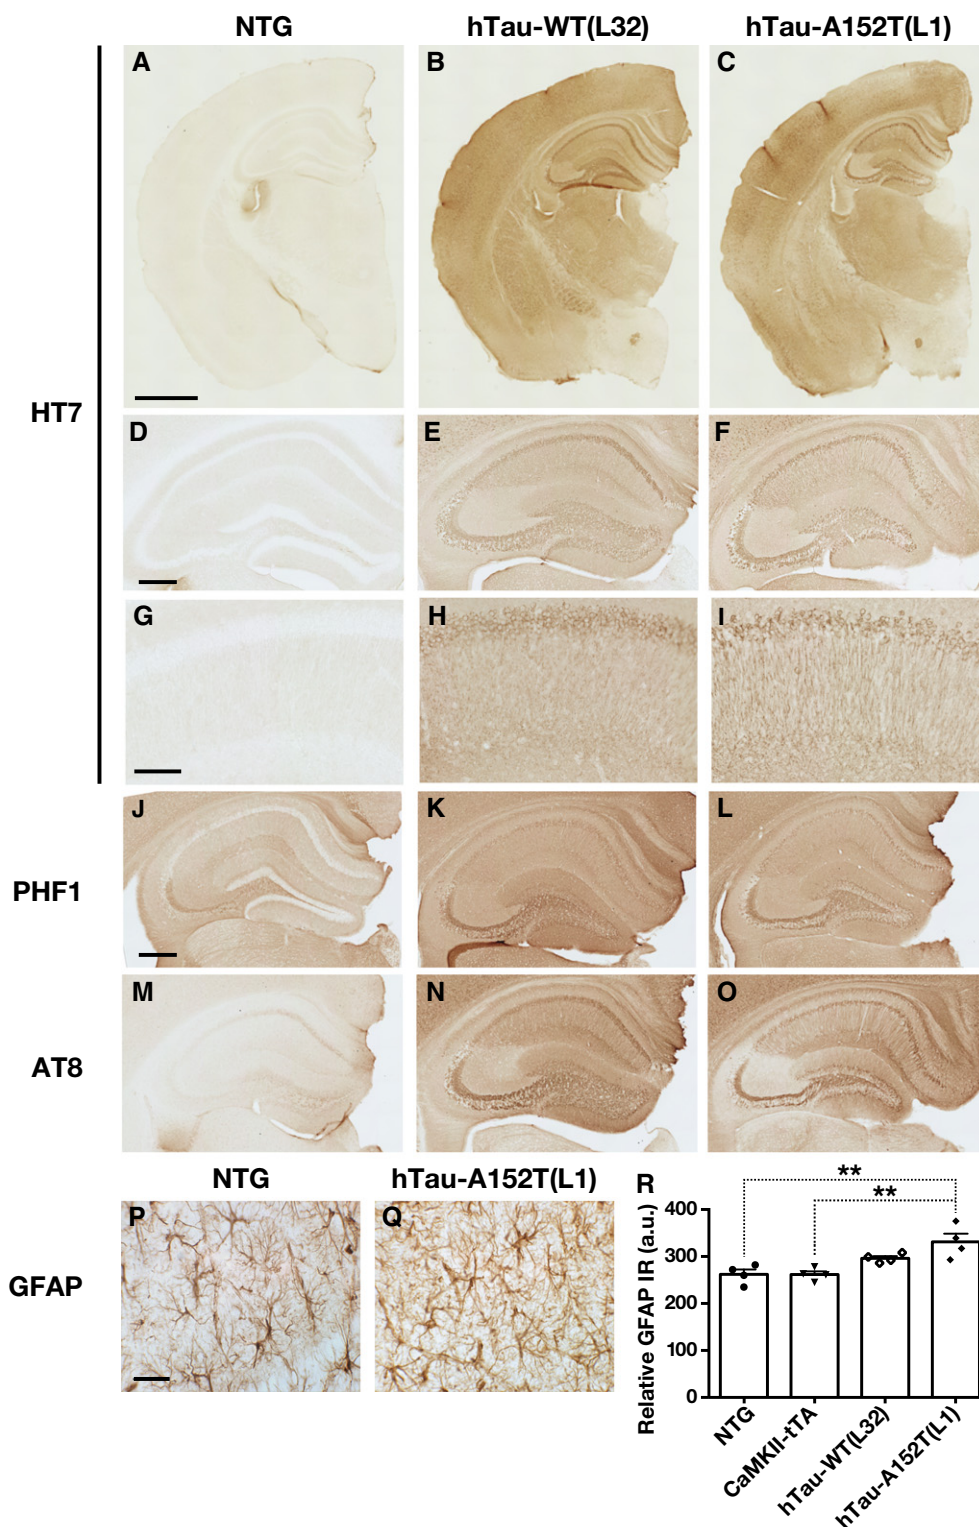 NTG hTau-WT(L32) hTau-A152T(L1)
A B C
HT7
D E F
G H I
J K L
PHF1
M N O
AT8
NTG hTau-A152T(L1)
P Q R
GFAP
**
**
Relative GFAP IR (a.u.)
400
300
200
100
0
NTG
CaMKII-tTA
hTau-WT(L32)
hTau-A152T(L1)